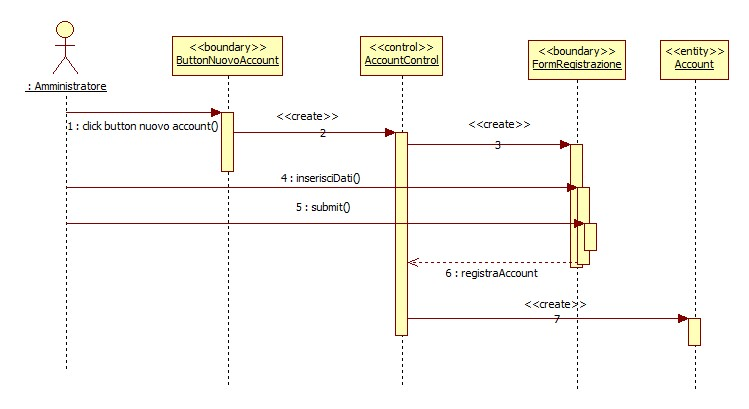 : Amministratore
<<boundary>>
ButtonNuovoAccount
<<control>>
AccountControl
<<boundary>>
FormRegistrazione
<<entity>>
Account
1 : click button nuovo account()
<<create>>
2
<<create>>
3
4 : inserisciDati()
5 : submit()
6 : registraAccount
<<create>>
7